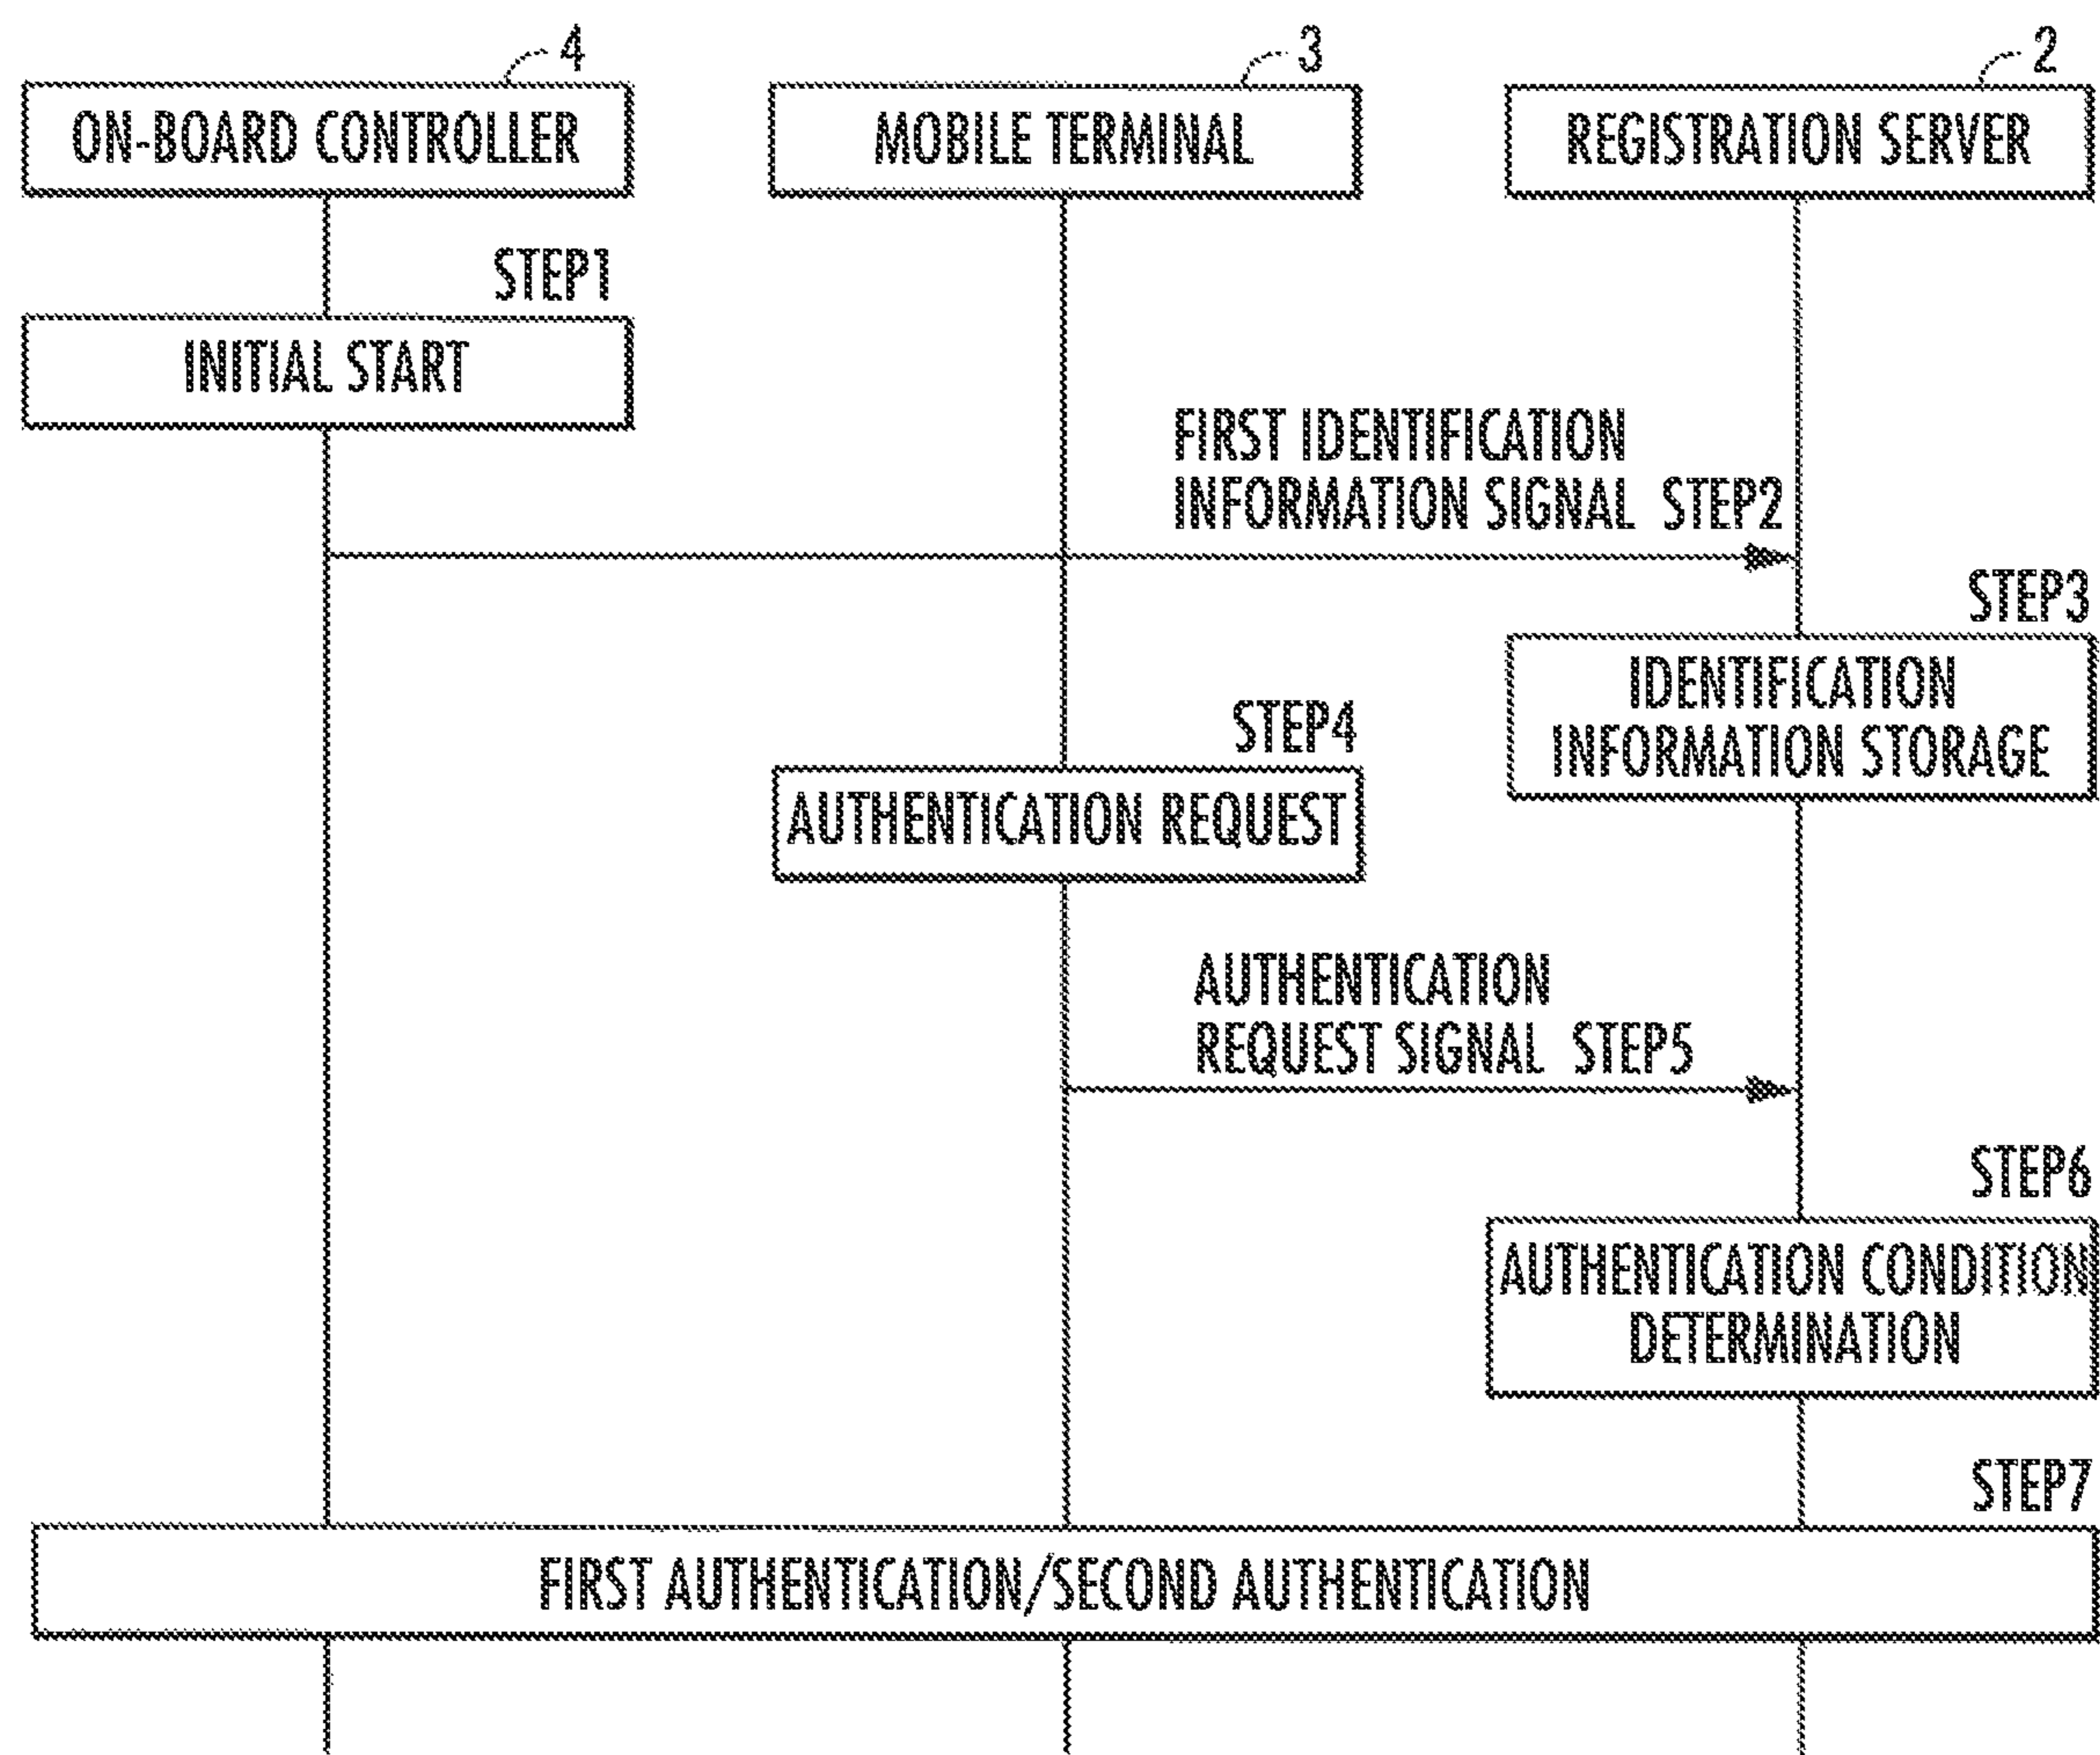 4
3
2
ON-BOARD CONTROLLER
MOBILE TERMINAL
REGISTRATION SERVER
STEP1
INITIAL START
FIRST IDENTIFICATION
INFORMATION SIGNAL STEP2
STEP3
IDENTIFICATION
INFORMATION STORAGE
STEP4
AUTHENTICATION REQUEST
AUTHENTICATION
REQUEST SIGNAL STEP5
STEP6
AUTHENTICATION CONDITION
DETERMINATION
STEP7
FIRST AUTHENTICATION/SECOND AUTHENTICATION